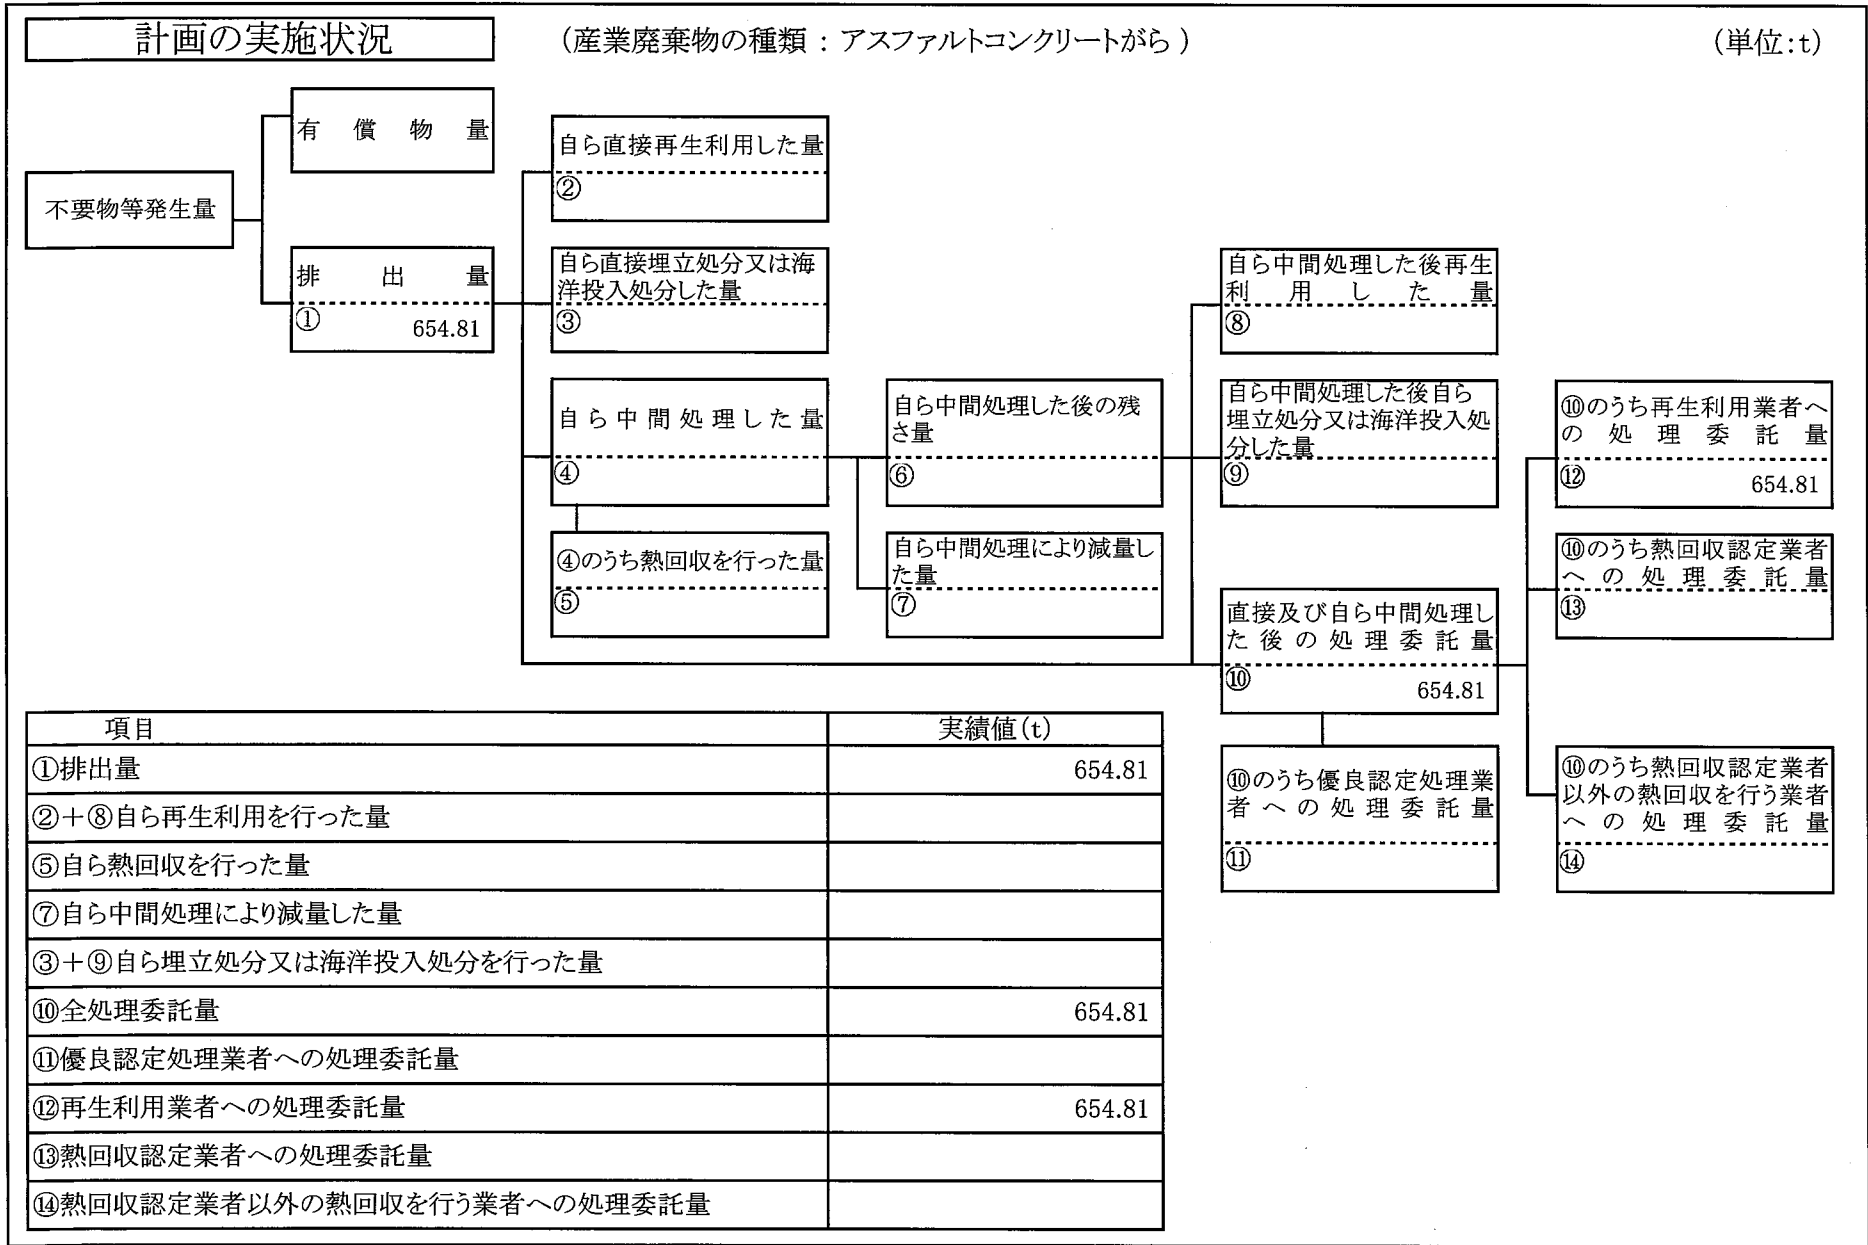 計画の実施状況
(産業廃棄物の種類：アスファルトコンクリートがら)
(単位:t)
不要物等発生量
有償物量
排出量
① 654.81
自ら直接再生利用した量
②
自ら直接埋立処分又は海
洋投入処分した量
③
自ら中間処理した量
④
④のうち熱回収を行った量
⑤
自ら中間処理した後の残
さ量
⑥
自ら中間処理により減量し
た量
⑦
自ら中間処理した後再生
利用した量
⑧
自ら中間処理した後自ら
埋立処分又は海洋投入処
分した量
⑨
直接及び自ら中間処理し
た後の処理委託量
⑩ 654.81
⑩のうち優良認定処理業
者への処理委託量
⑪
⑩のうち再生利用業者へ
の処理委託量
⑫ 654.81
⑩のうち熱回収認定業者
への処理委託量
⑬
⑩のうち熱回収認定業者
以外の熱回収を行う業者
への処理委託量
⑭
項目 実績値(t)
①排出量 654.81
②＋⑧自ら再生利用を行った量
⑤自ら熱回収を行った量
⑦自ら中間処理により減量した量
③＋⑨自ら埋立処分又は海洋投入処分を行った量
⑩全処理委託量 654.81
⑪優良認定処理業者への処理委託量
⑫再生利用業者への処理委託量 654.81
⑬熱回収認定業者への処理委託量
⑭熱回収認定業者以外の熱回収を行う業者への処理委託量